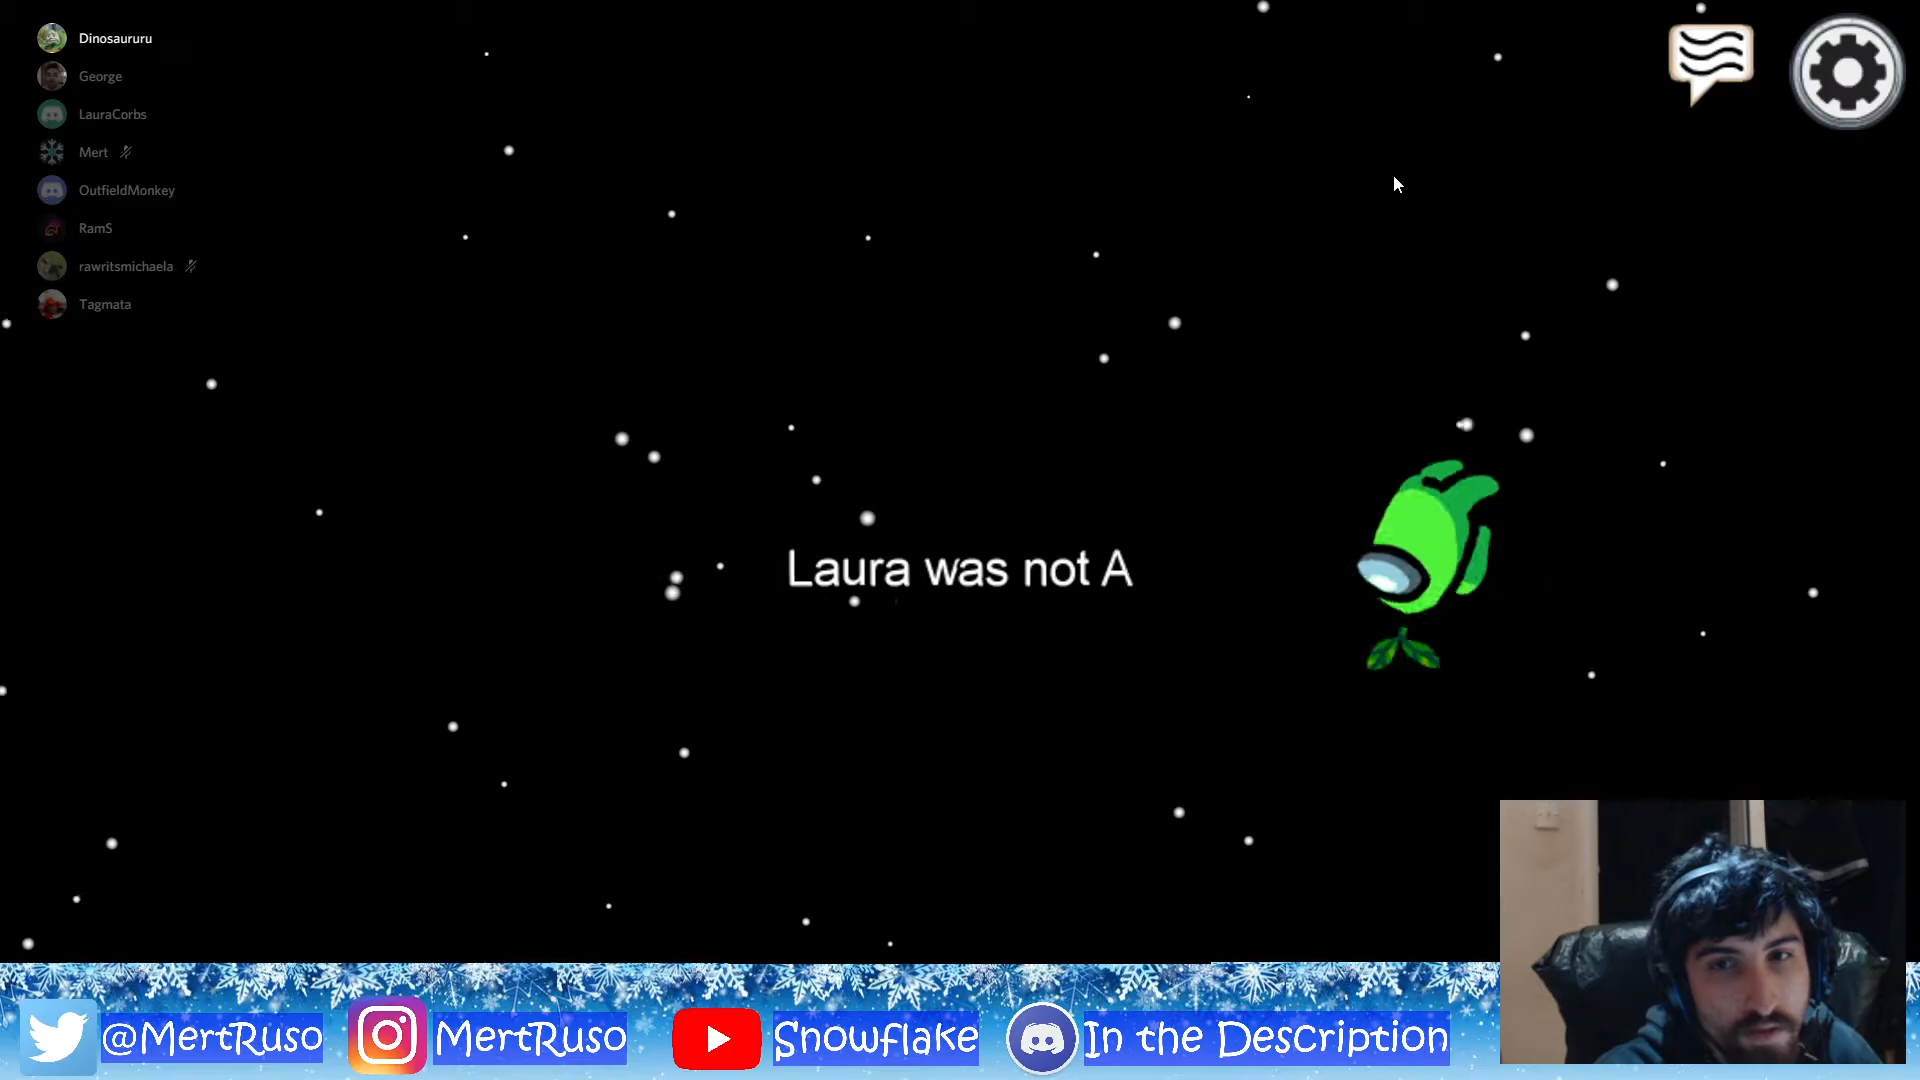 Dinosaururu
George
LauraCorbs
Mert
OutfieldMonkey
RamS
rawritsmichaela
Tagmata
Laura was not A
@MertRuso MertRuso Snowflake In the Description